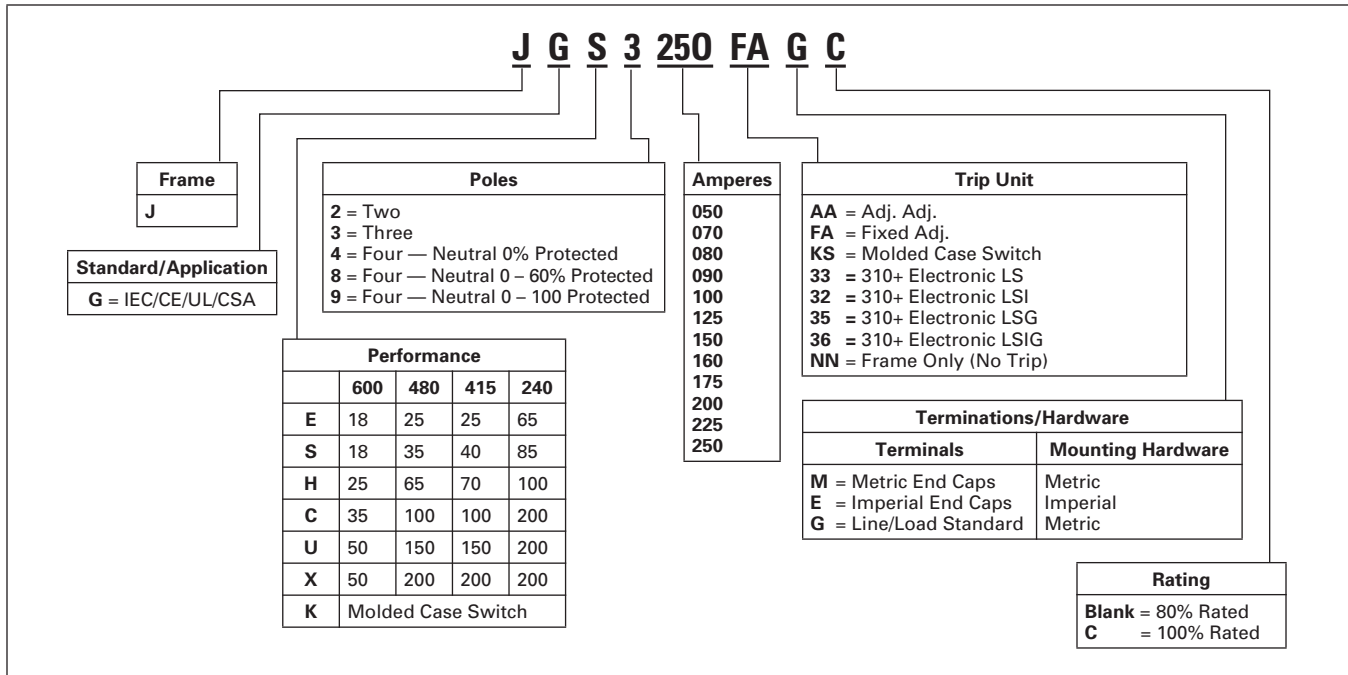 J G S 3 250 FA G C
Frame
J
Standard/Application
G = IEC/CE/UL/CSA
Poles
2 = Two
3 = Three
4 = Four — Neutral 0% Protected
8 = Four — Neutral 0 – 60% Protected
9 = Four — Neutral 0 – 100 Protected
Performance
600 480 415 240
E 18 25 25 65
S 18 35 40 85
H 25 65 70 100
C 35 100 100 200
U 50 150 150 200
X 50 200 200 200
K Molded Case Switch
Amperes
050
070
080
090
100
125
150
160
175
200
225
250
Trip Unit
AA = Adj. Adj.
FA = Fixed Adj.
KS = Molded Case Switch
33 = 310+ Electronic LS
32 = 310+ Electronic LSI
35 = 310+ Electronic LSG
36 = 310+ Electronic LSIG
NN = Frame Only (No Trip)
Terminations/Hardware
Terminals Mounting Hardware
M = Metric End Caps Metric
E = Imperial End Caps Imperial
G = Line/Load Standard Metric
Rating
Blank = 80% Rated
C = 100% Rated